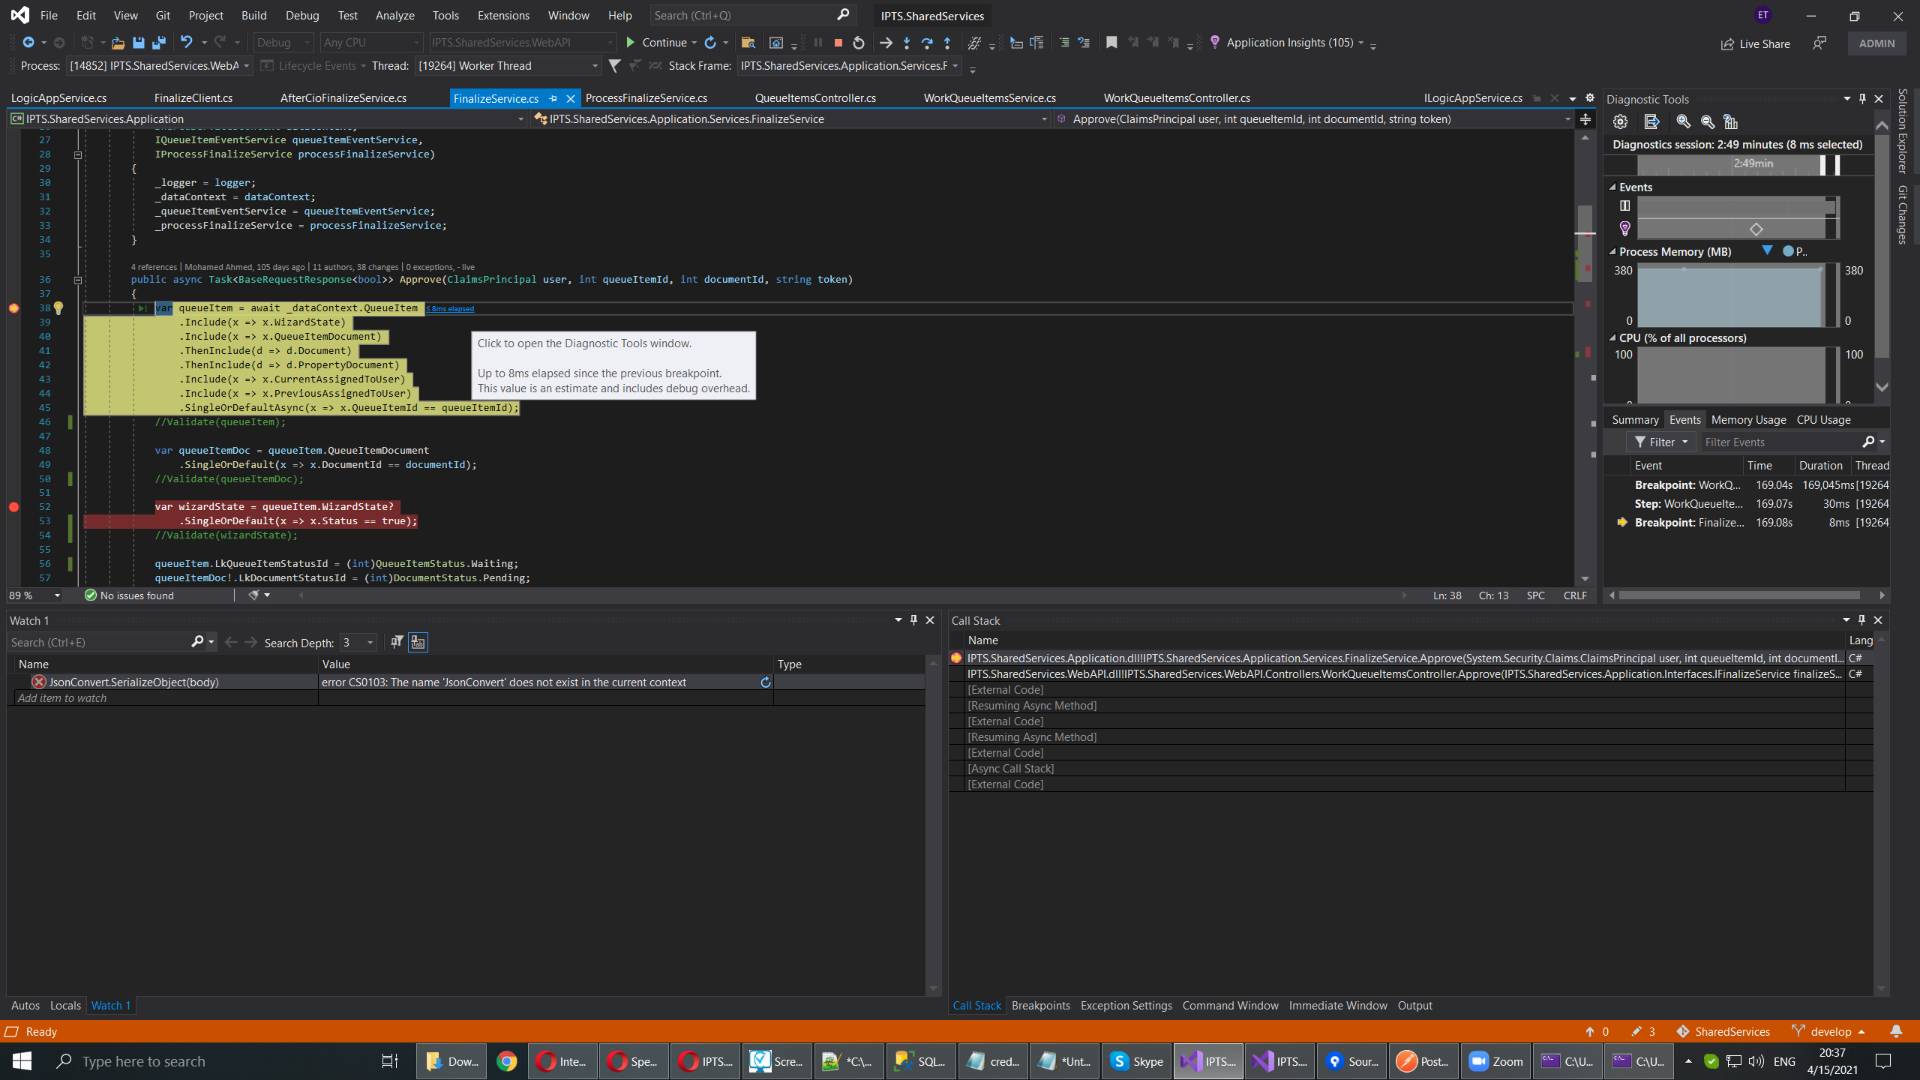 File Edit View Git Project Build Debug Test Analyze Tools Extensions Window Help Search (Ctrl+Q) IPTS.SharedServices ET
Debug Any CPU IPTS.SharedServices.WebAPI Continue Application Insights (105) Live Share ADMIN
Process: [14852] IPTS.SharedServices.WebA Lifecycle Events Thread: [19264] Worker Thread Stack Frame: IPTS.SharedServices.Application.Services.F
LogicAppService.cs FinalizeClient.cs AfterCioFinalizeService.cs FinalizeService.cs ProcessFinalizeService.cs QueueItemsController.cs WorkQueueItemsService.cs WorkQueueItemsController.cs ILogicAppService.cs
IPTS.SharedServices.Application IPTS.SharedServices.Application.Services.FinalizeService Approve(ClaimsPrincipal user, int queueItemId, int documentId, string token)
27 IQueueItemEventService queueItemEventService,
28 IProcessFinalizeService processFinalizeService)
29 {
30 _logger = logger;
31 _dataContext = dataContext;
32 _queueItemEventService = queueItemEventService;
33 _processFinalizeService = processFinalizeService;
34 }
35
4 references | Mohamed Ahmed, 105 days ago | 11 authors, 38 changes | 0 exceptions, - live
36 public async Task<BaseRequestResponse<bool>> Approve(ClaimsPrincipal user, int queueItemId, int documentId, string token)
37 {
38 var queueItem = await _dataContext.QueueItem ≤ 8ms elapsed
39 .Include(x => x.WizardState)
40 .Include(x => x.QueueItemDocument)
41 .ThenInclude(d => d.Document)
42 .ThenInclude(d => d.PropertyDocument)
43 .Include(x => x.CurrentAssignedToUser)
44 .Include(x => x.PreviousAssignedToUser)
45 .SingleOrDefaultAsync(x => x.QueueItemId == queueItemId);
46 //Validate(queueItem);
47
48 var queueItemDoc = queueItem.QueueItemDocument
49 .SingleOrDefault(x => x.DocumentId == documentId);
50 //Validate(queueItemDoc);
51
52 var wizardState = queueItem.WizardState?
53 .SingleOrDefault(x => x.Status == true);
54 //Validate(wizardState);
55
56 queueItem.LkQueueItemStatusId = (int)QueueItemStatus.Waiting;
57 queueItemDoc!.LkDocumentStatusId = (int)DocumentStatus.Pending;
Click to open the Diagnostic Tools window.
Up to 8ms elapsed since the previous breakpoint.
This value is an estimate and includes debug overhead.
89 % No issues found Ln: 38 Ch: 13 SPC CRLF
Diagnostic Tools
Diagnostics session: 2:49 minutes (8 ms selected)
2:49min
Events
Process Memory (MB) P..
380 380
0 0
CPU (% of all processors)
100 100
Summary Events Memory Usage CPU Usage
Filter Filter Events
Event Time Duration Thread
Breakpoint: WorkQ... 169.04s 169,045ms [19264
Step: WorkQueueIte... 169.07s 30ms [19264
Breakpoint: Finalize... 169.08s 8ms [19264
Solution Explorer
Git Changes
Watch 1
Search (Ctrl+E) Search Depth: 3
Name Value Type
JsonConvert.SerializeObject(body) error CS0103: The name 'JsonConvert' does not exist in the current context
Add item to watch
Autos Locals Watch 1
Call Stack
Name Lang
IPTS.SharedServices.Application.dll!IPTS.SharedServices.Application.Services.FinalizeService.Approve(System.Security.Claims.ClaimsPrincipal user, int queueItemId, int documentI... C#
IPTS.SharedServices.WebAPI.dll!IPTS.SharedServices.WebAPI.Controllers.WorkQueueItemsController.Approve(IPTS.SharedServices.Application.Interfaces.IFinalizeService finalizeS... C#
[External Code]
[Resuming Async Method]
[External Code]
[Resuming Async Method]
[External Code]
[Async Call Stack]
[External Code]
Call Stack Breakpoints Exception Settings Command Window Immediate Window Output
Ready 0 3 SharedServices develop
Type here to search Dow... Inte... Spe... IPTS.... Scre... *C:\... SQL... cred... *Unt... Skype IPTS.... IPTS.... Sour... Post... Zoom C:\U... C:\U... ENG 20:37
4/15/2021